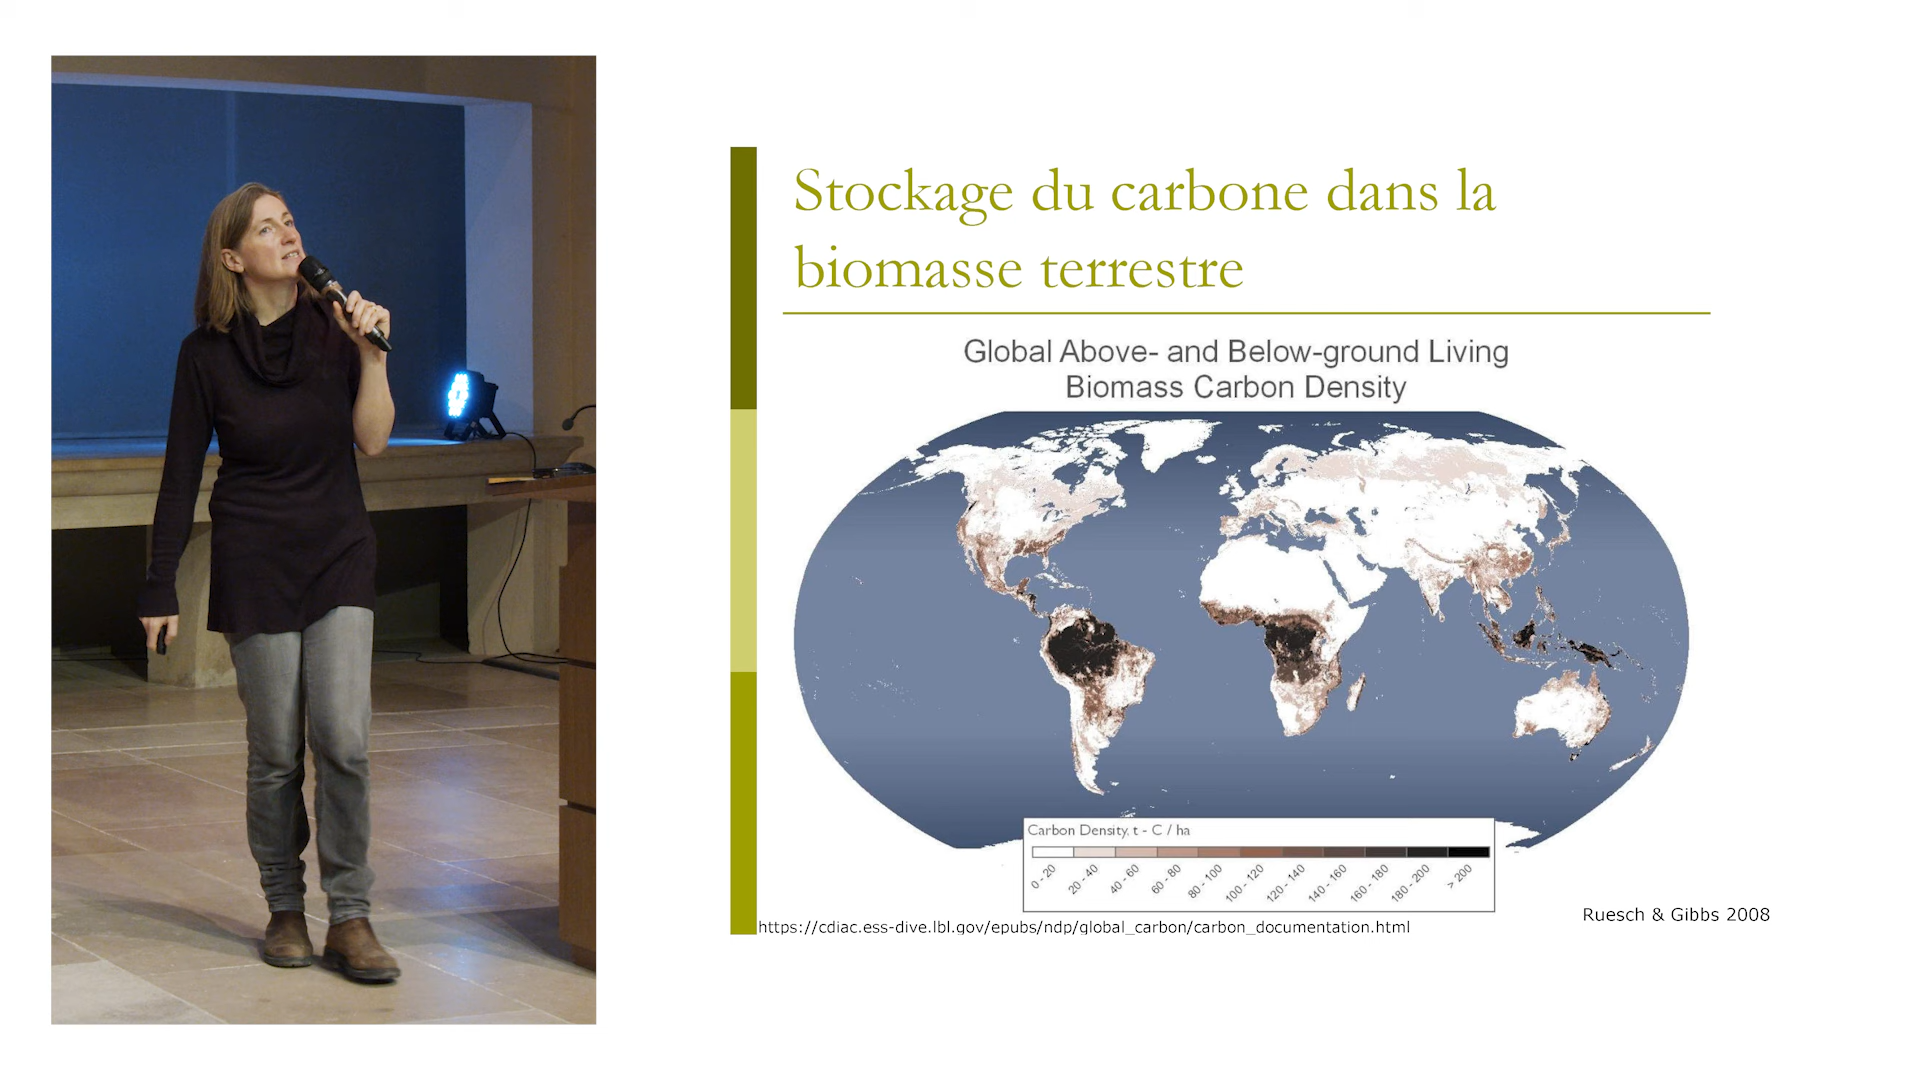 Stockage du carbone dans la
biomasse terrestre
Global Above- and Below-ground Living
Biomass Carbon Density
Carbon Density. t - C / ha
0 - 20
20 - 40
40 - 60
60 - 80
80 - 100
100 - 120
120 - 140
140 - 160
160 - 180
180 - 200
> 200
https://cdiac.ess-dive.lbl.gov/epubs/ndp/global_carbon/carbon_documentation.html
Ruesch & Gibbs 2008